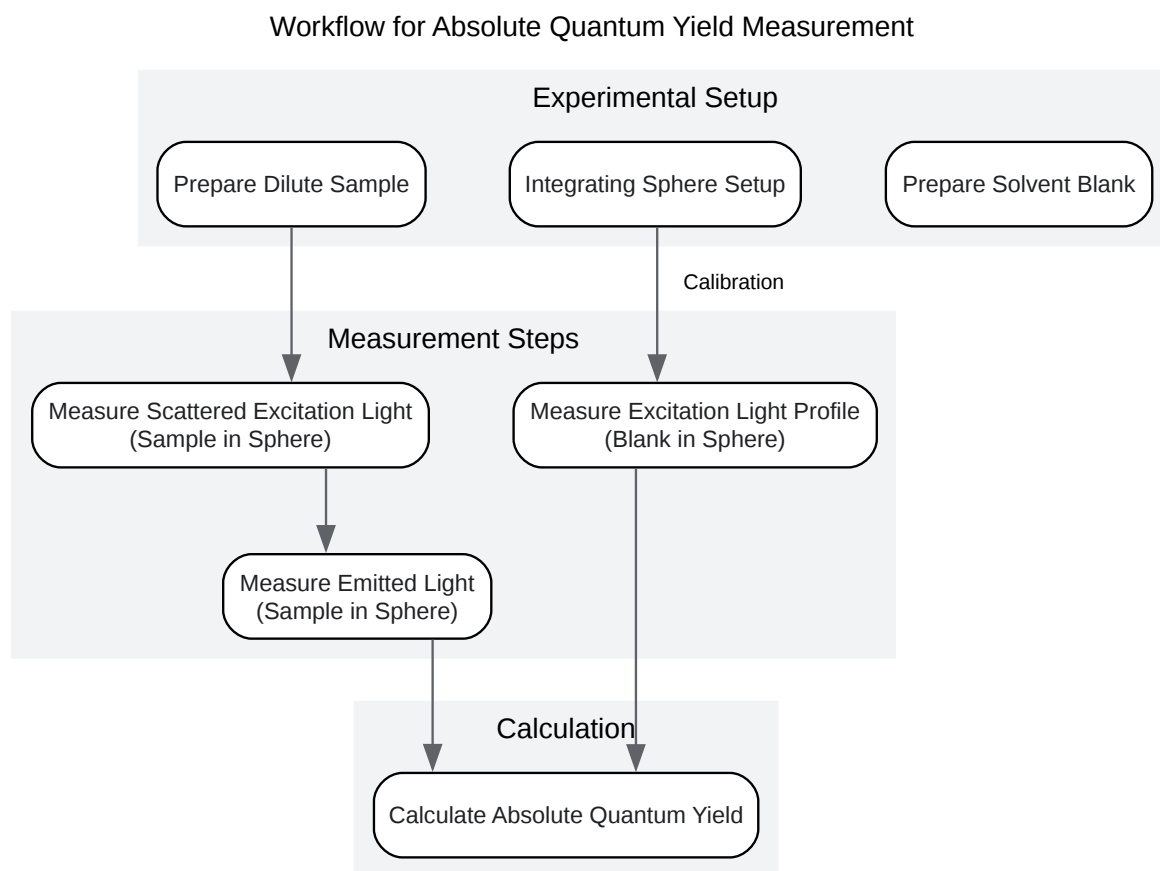 Workflow for Absolute Quantum Yield Measurement
Experimental Setup
Prepare Dilute Sample
Integrating Sphere Setup
Prepare Solvent Blank
Calibration
Measurement Steps
Measure Scattered Excitation Light
(Sample in Sphere)
Measure Excitation Light Profile
(Blank in Sphere)
Measure Emitted Light
(Sample in Sphere)
Calculation
Calculate Absolute Quantum Yield